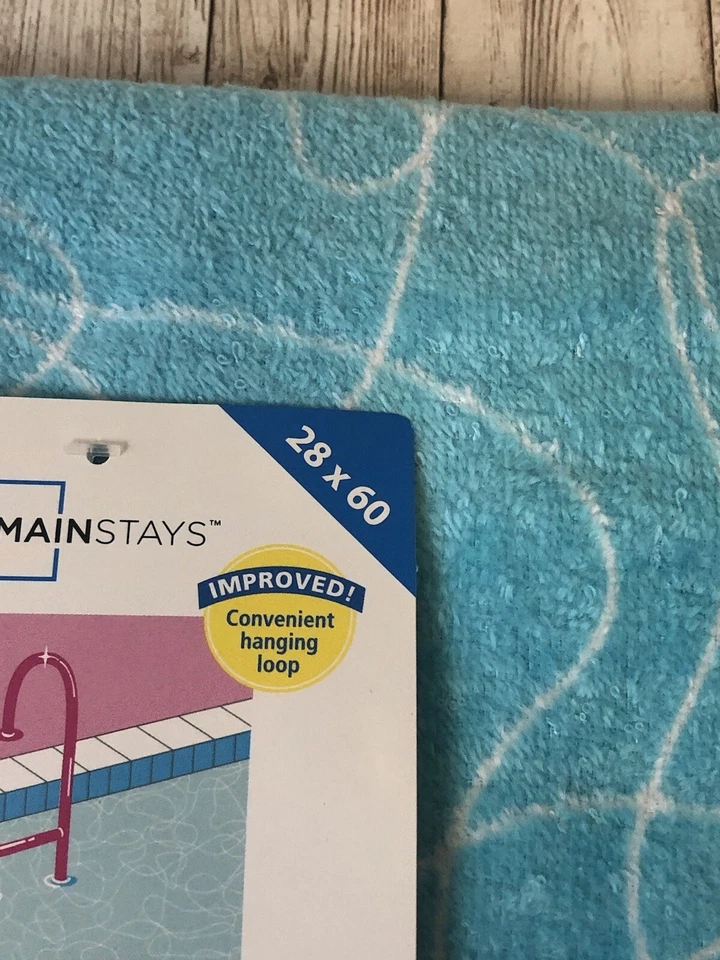 28 x 60
MAINSTAYS™
IMPROVED!
Convenient
hanging
loop